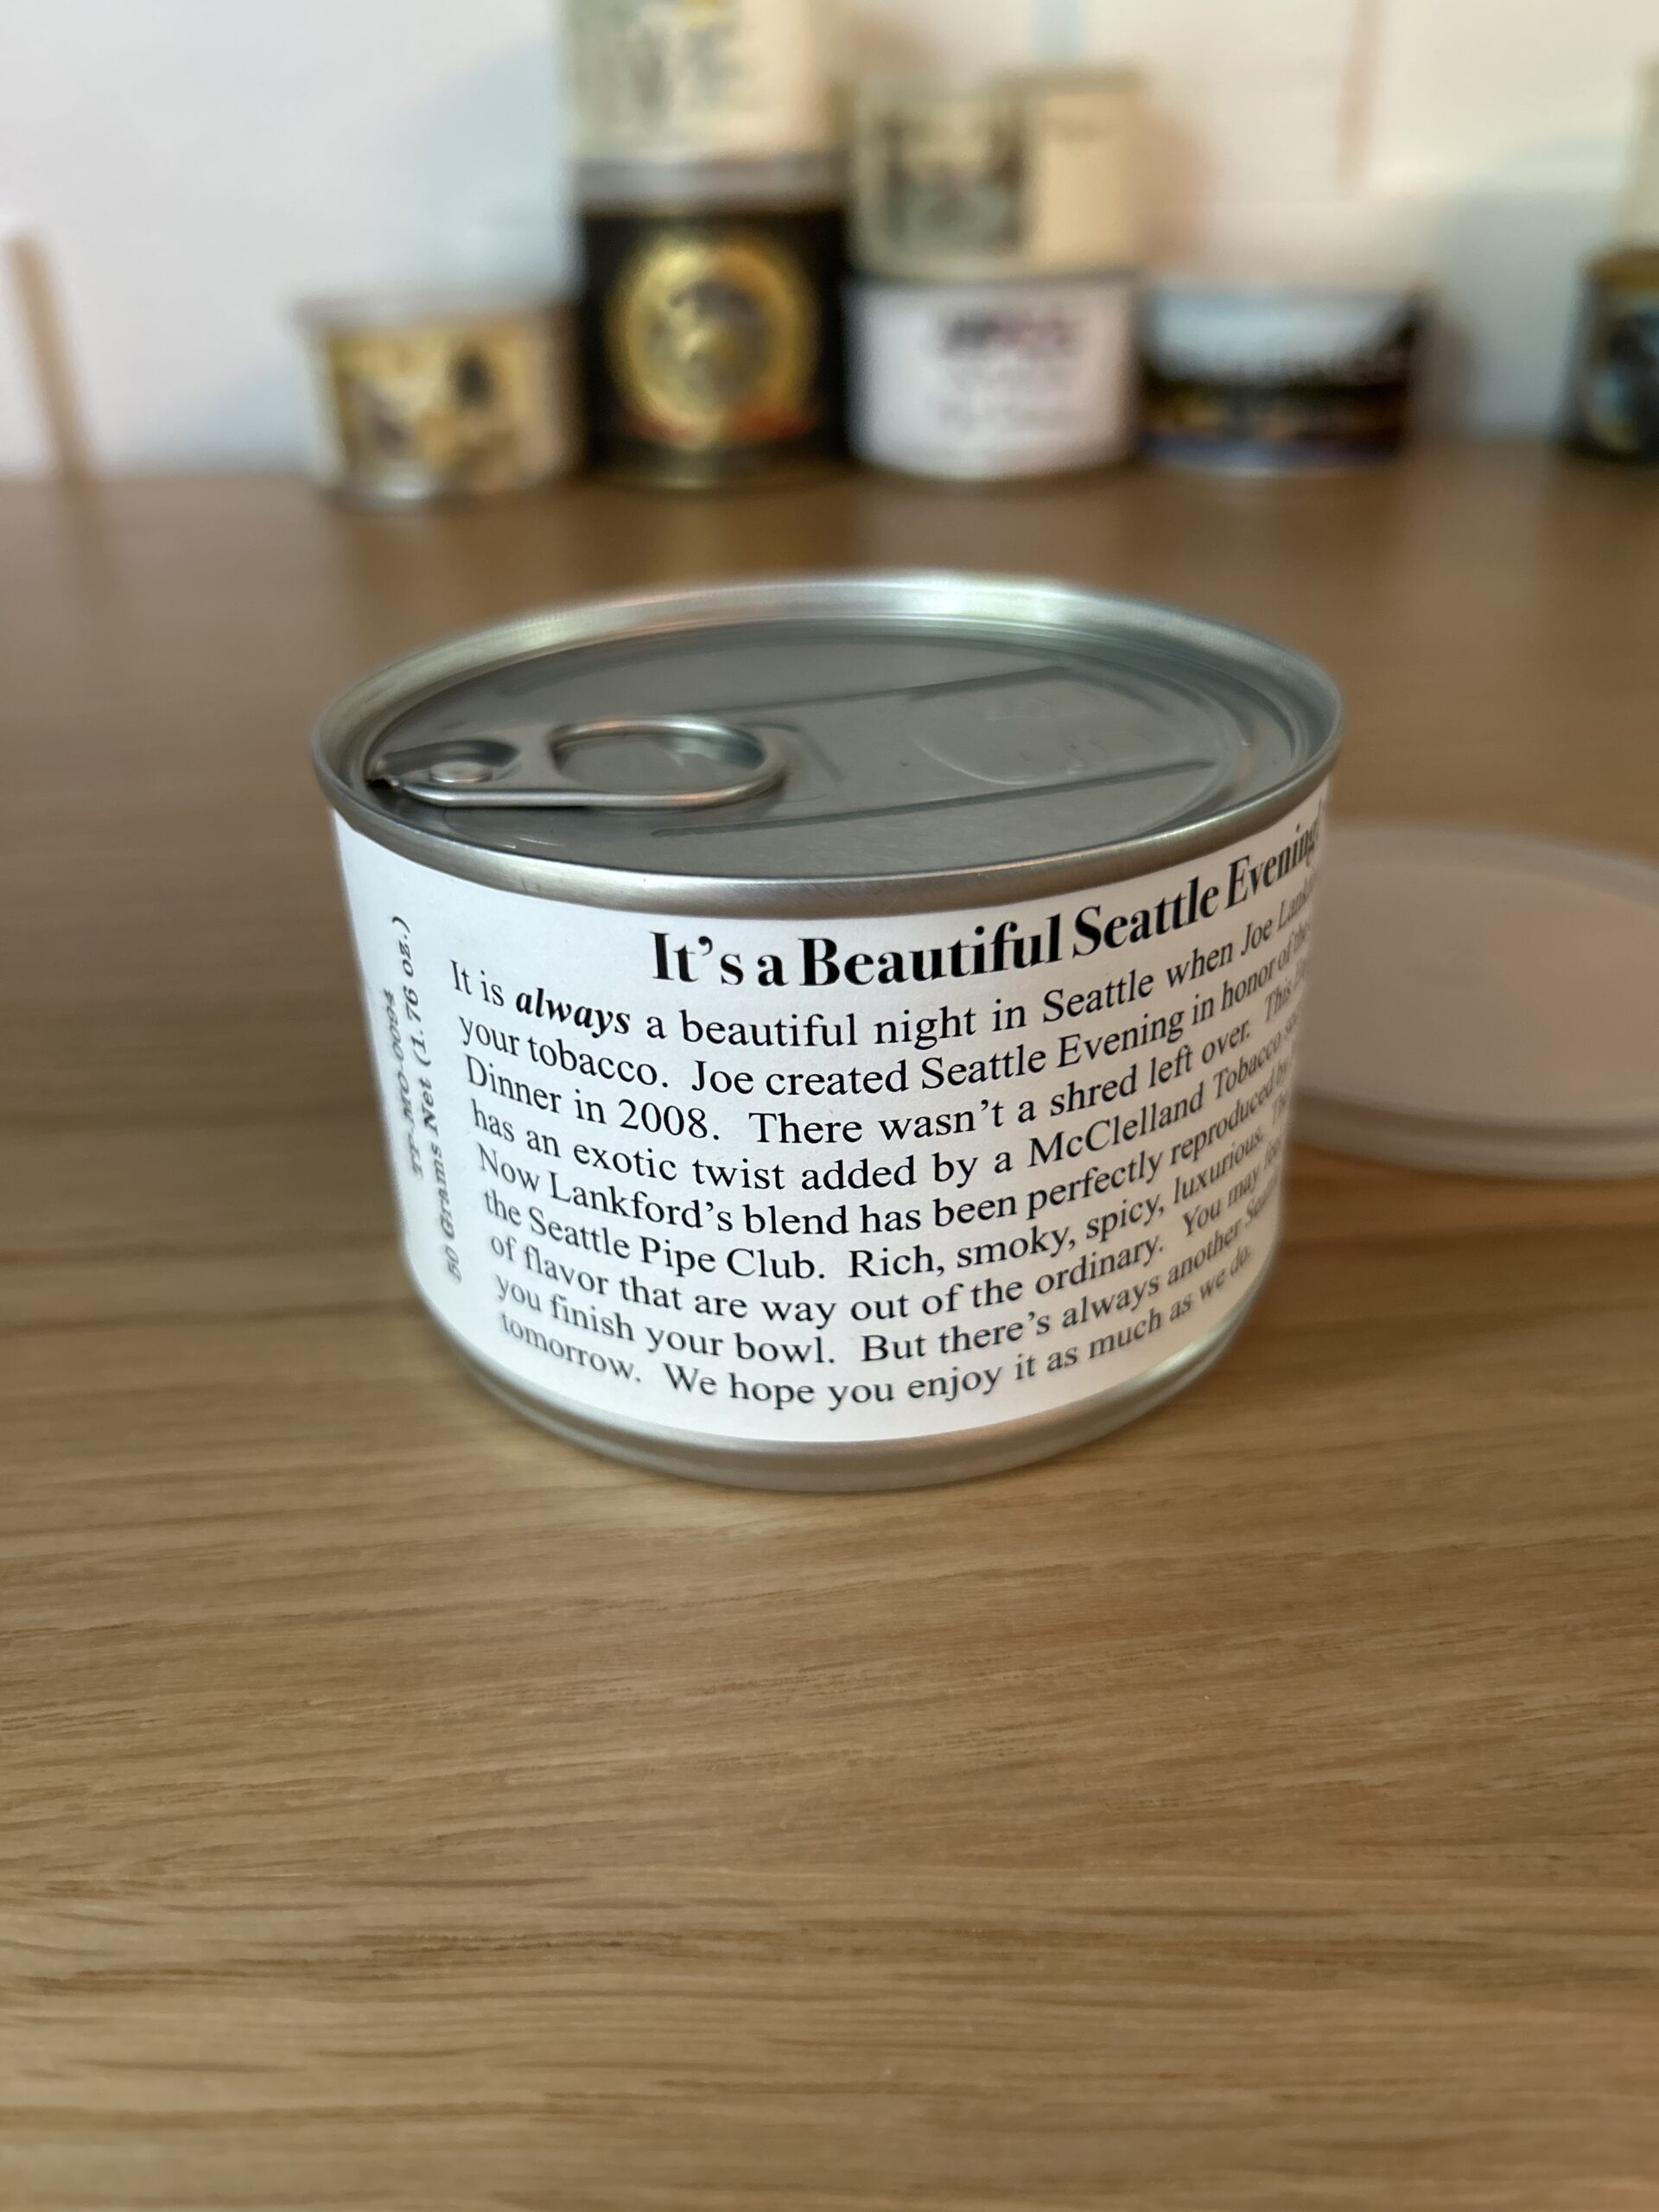 It's a Beautiful Seattle Evening!
It is always a beautiful night in Seattle when Joe
your tobacco. Joe created Seattle Evening in honor of the
Dinner in 2008. There wasn't a shred left over. This
has an exotic twist added by a McClelland Tobacco
Now Lankford's blend has been perfectly reproduced by
the Seattle Pipe Club. Rich, smoky, spicy, luxurious.
of flavor that are way out of the ordinary. You may
you finish your bowl. But there's always another
tomorrow. We hope you enjoy it as much as we do.
50 Grams Net (1.76 oz.)